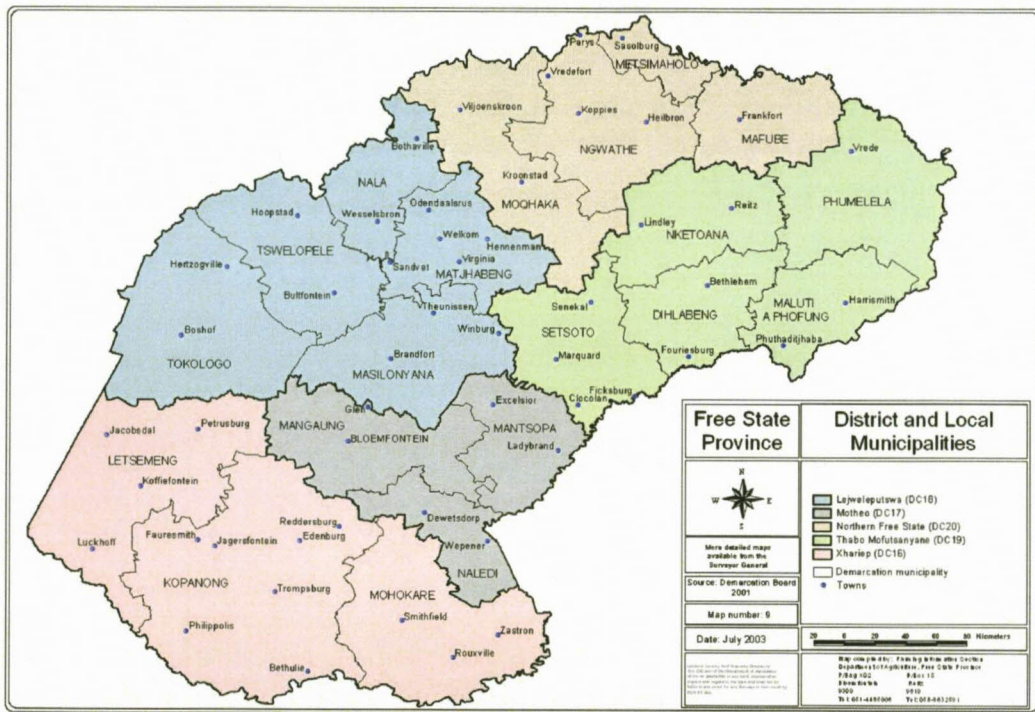 Parys
Sasolburg
METSIMAHOLO
Vredefort
Viljoenskroon
Koppies
Heilbron
Frankfort
MAFUBE
NGWATHE
Bothaville
Vrede
NALA
Kroonstad
MOQHAKA
Odendaalsrus
Reitz
PHUMELELA
Hoopstad
Wesselsbron
Lindley
NKETOANA
TSWELOPELE
Welkom
Hennenman
Hertzogville
Sandvet
Virginia
MATJHABENG
Bultfontein
Bethlehem
Theunissen
Senekal
DIHLABENG
MALUTI
A PHOFUNG
Harrismith
Boshof
Winburg
SETSOTO
Phuthaditjhaba
Brandfort
Marquard
Fouriesburg
TOKOLOGO
MASILONYANA
Ficksburg
Glen
Excelsior
Clocolan
Jacobsdal
Petrusburg
MANGAUNG
BLOEMFONTEIN
MANTSOPA
Ladybrand
LETSEMENG
Koffiefontein
Dewetsdorp
Reddersburg
Fauresmith
Jagersfontein
Edenburg
Wepener
Luckhoff
NALEDI
KOPANONG
Trompsburg
MOHOKARE
Smithfield
Philippolis
Zastron
Rouxville
Bethulie
Free State
Province
District and Local
Municipalities
N
W E
S
Lejweleputswa (DC18)
Motheo (DC17)
Northern Free State (DC20)
Thabo Mofutsanyane (DC19)
Xhariep (DC16)
Demarcation municipality
Towns
More detailed maps
available from the
Surveyor General
Source: Demarcation Board
2001
Map number: 9
Date: July 2003
20 0 20 40 60 80 Kilometers